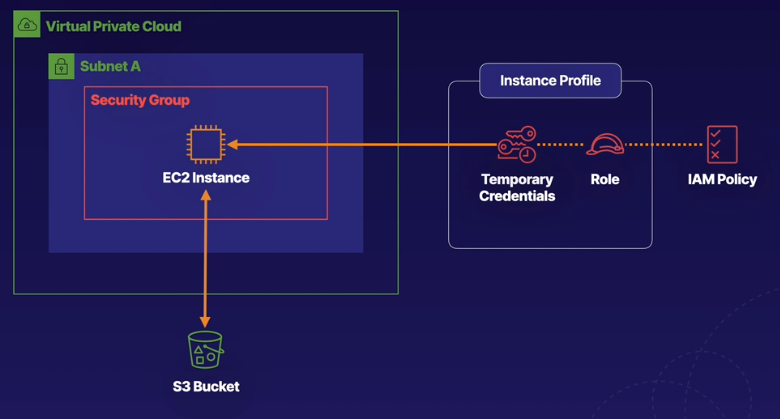 Virtual Private Cloud
Subnet A
Security Group
EC2 Instance
Instance Profile
Temporary
Credentials
Role
IAM Policy
S3 Bucket